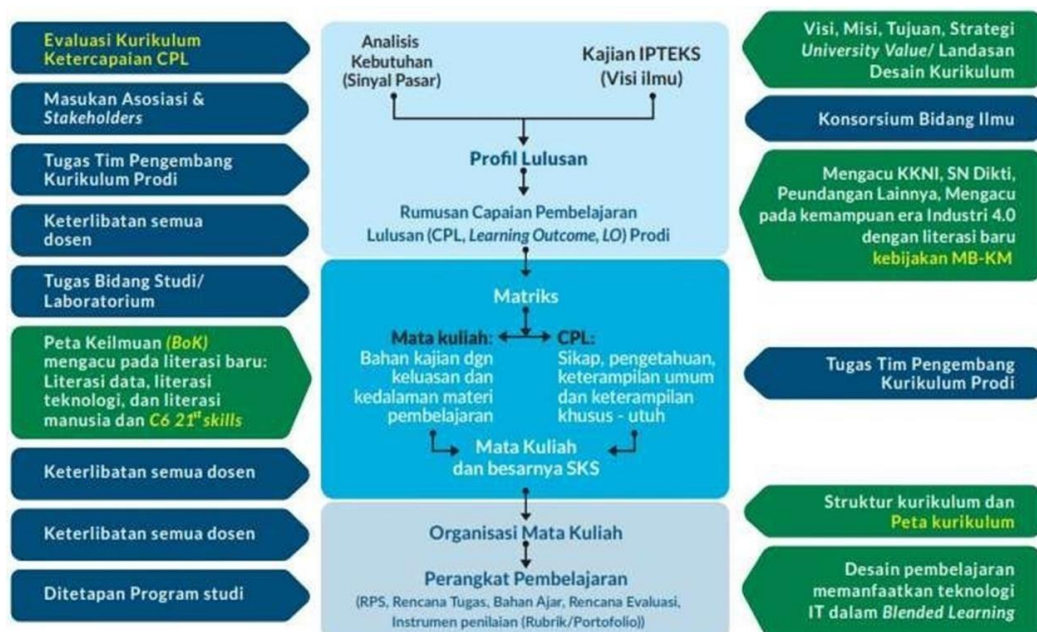 Evaluasi Kurikulum
Ketercapaian CPL
Masukan Asosiasi &
Stakeholders
Tugas Tim Pengembang
Kurikulum Prodi
Keterlibatan semua
dosen
Tugas Bidang Studi/
Laboratorium
Peta Keilmuan (BoK)
mengacu pada literasi baru:
Literasi data, literasi
teknologi, dan literasi
manusia dan C6 21st skills
Keterlibatan semua dosen
Keterlibatan semua dosen
Ditetapan Program studi
Analisis
Kebutuhan
(Sinyal Pasar)
Kajian IPTEKS
(Visi ilmu)
Profil Lulusan
Rumusan Capaian Pembelajaran
Lulusan (CPL, Learning Outcome, LO) Prodi
Matriks
Mata kuliah:
Bahan kajian dgn
keluasan dan
kedalaman materi
pembelajaran
CPL:
Sikap, pengetahuan,
keterampilan umum
dan keterampilan
khusus - utuh
Mata Kuliah
dan besarnya SKS
Organisasi Mata Kuliah
Perangkat Pembelajaran
(RPS, Rencana Tugas, Bahan Ajar, Rencana Evaluasi,
Instrumen penilaian (Rubrik/Portofolio))
Visi, Misi, Tujuan, Strategi
University Value/ Landasan
Desain Kurikulum
Konsorsium Bidang Ilmu
Mengacu KKNI, SN Dikti,
Peundangan Lainnya, Mengacu
pada kemampuan era Industri 4.0
dengan literasi baru
kebijakan MB-KM
Tugas Tim Pengembang
Kurikulum Prodi
Struktur kurikulum dan
Peta kurikulum
Desain pembelajaran
memanfaatkan teknologi
IT dalam Blended Learning